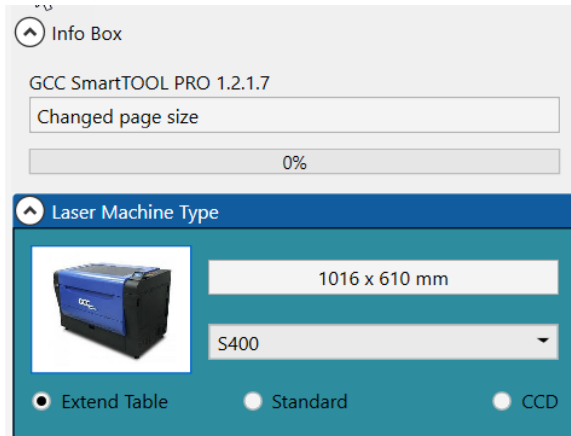 Info Box
GCC SmartTOOL PRO 1.2.1.7
Changed page size
0%
Laser Machine Type
1016 x 610 mm
GCC
S400
Extend Table
Standard
CCD